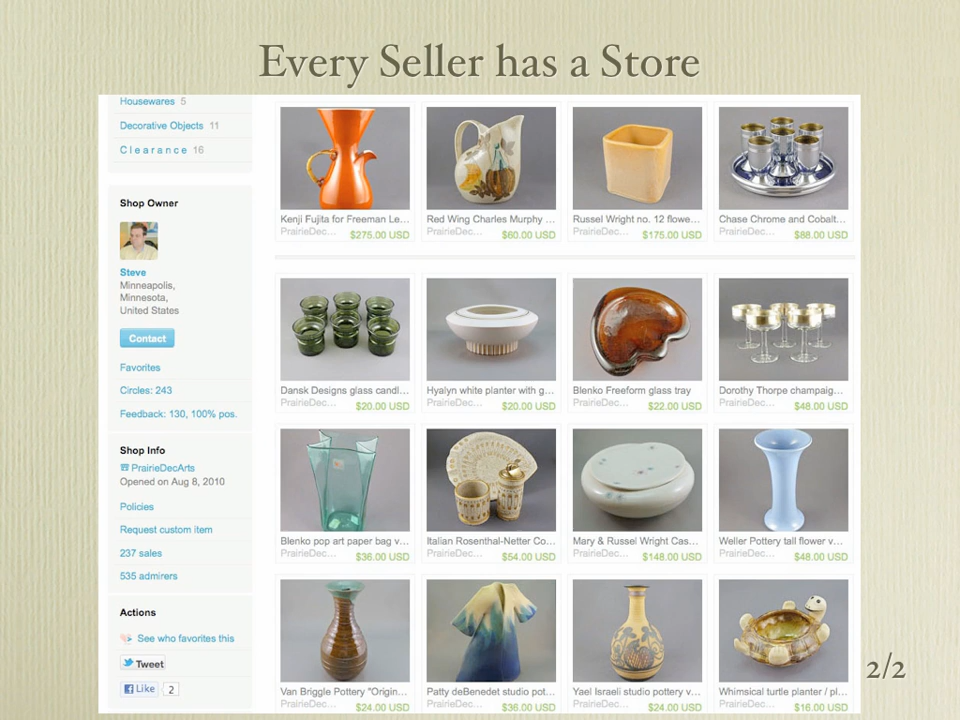 Every Seller has a Store
Housewares 5
Decorative Objects 11
Clearance 16
Shop Owner
Steve
Minneapolis,
Minnesota,
United States
Contact
Favorites
Circles: 243
Feedback: 130, 100% pos.
Shop Info
PrairieDecArts
Opened on Aug 8, 2010
Policies
Request custom item
237 sales
535 admirers
Actions
See who favorites this
Tweet
Like 2
Kenji Fujita for Freeman Le...
PrairieDec... $275.00 USD
Red Wing Charles Murphy ...
PrairieDec... $60.00 USD
Russel Wright no. 12 flowe...
PrairieDec... $175.00 USD
Chase Chrome and Cobalt...
PrairieDec... $88.00 USD
Dansk Designs glass candl...
PrairieDec... $20.00 USD
Hyalyn white planter with g...
PrairieDec... $20.00 USD
Blenko Freeform glass tray
PrairieDec... $22.00 USD
Dorothy Thorpe champaig...
PrairieDec... $48.00 USD
Blenko pop art paper bag v...
PrairieDec... $36.00 USD
Italian Rosenthal-Netter Co...
PrairieDec... $54.00 USD
Mary & Russel Wright Cas...
PrairieDec... $148.00 USD
Weller Pottery tall flower v...
PrairieDec... $48.00 USD
Van Briggle Pottery "Origin...
PrairieDec... $24.00 USD
Patty deBenedet studio pot...
PrairieDec... $36.00 USD
Yael Israeli studio pottery v...
PrairieDec... $24.00 USD
Whimsical turtle planter / pl...
PrairieDec... $16.00 USD
2/2